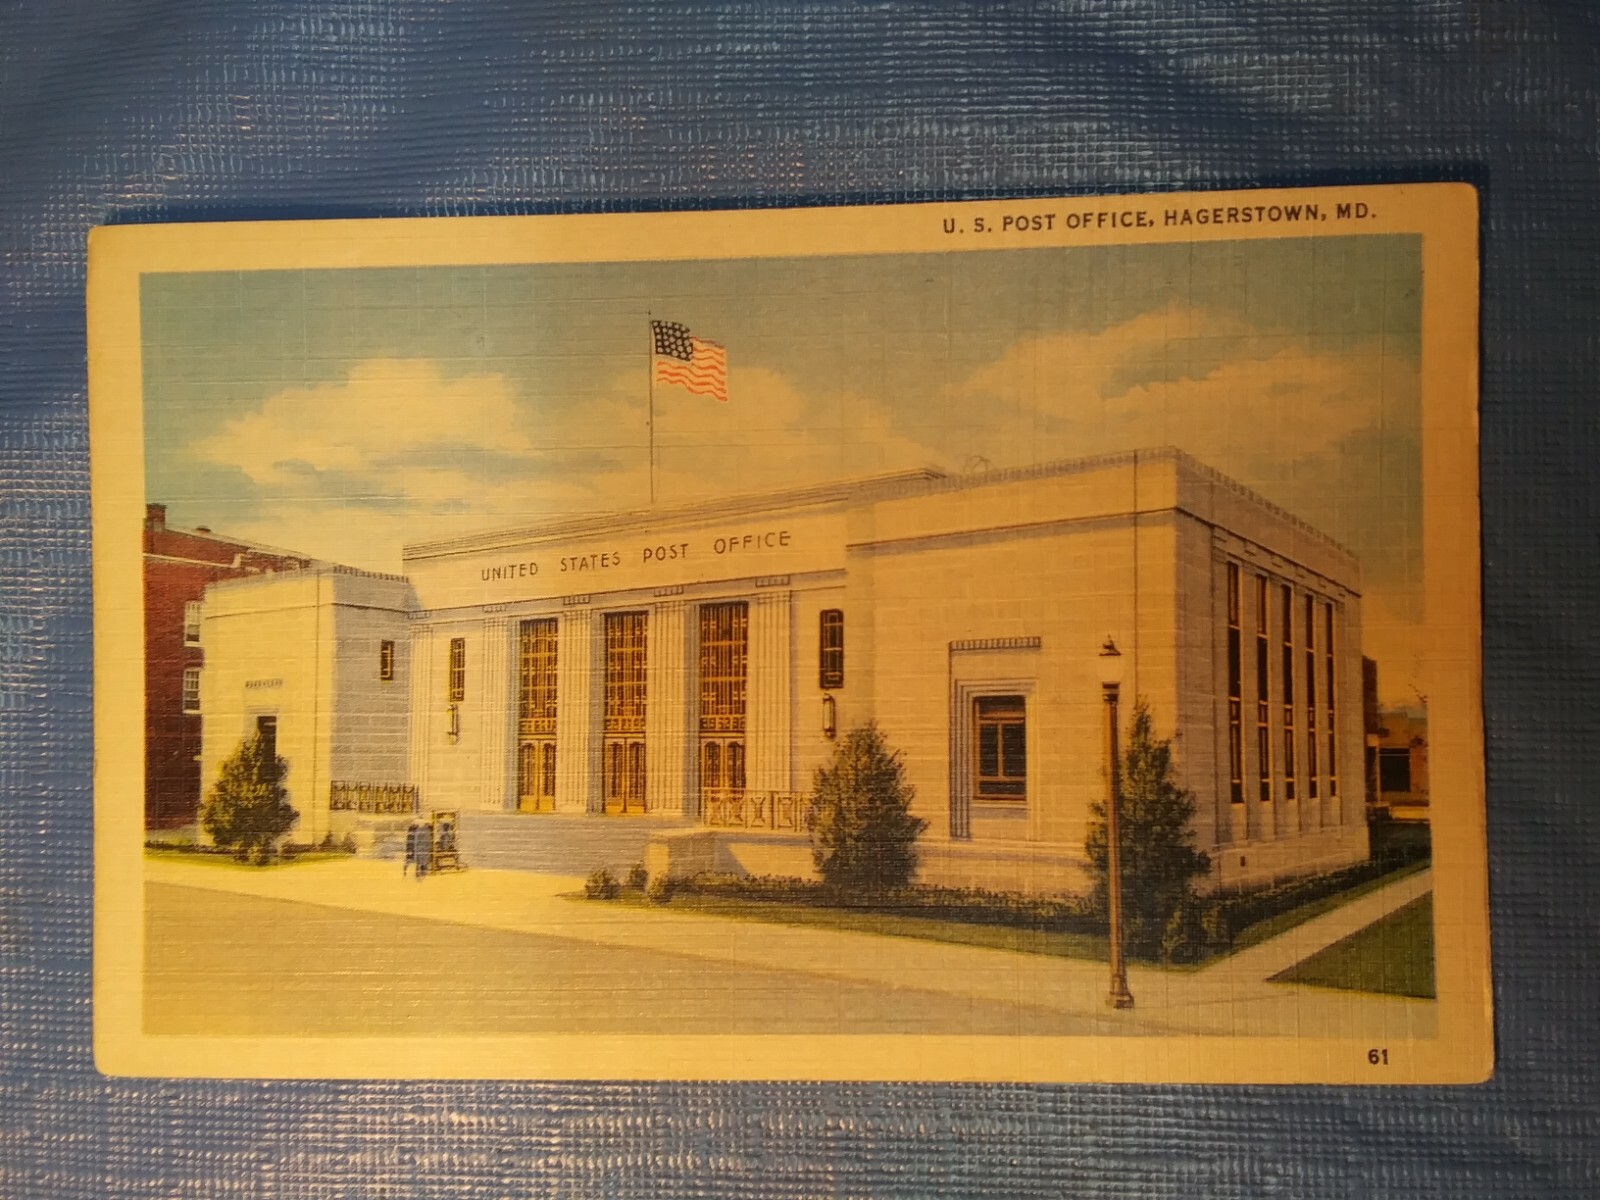 U. S. POST OFFICE, HAGERSTOWN, MD.
UNITED STATES POST OFFICE
61